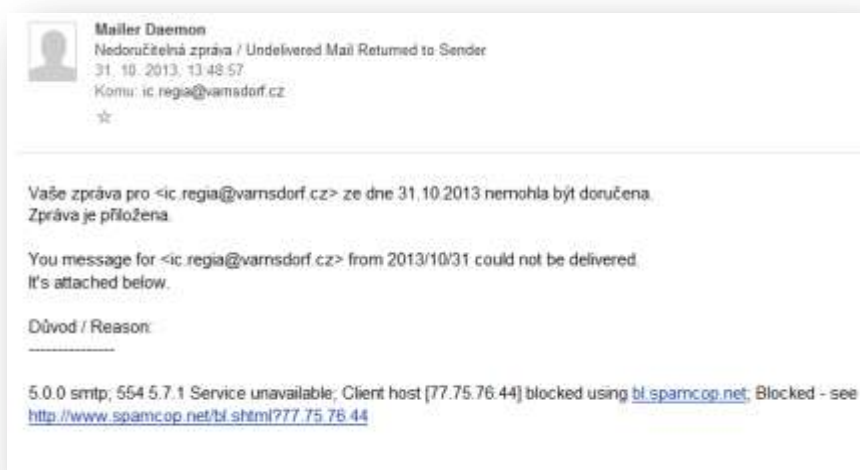 Mailer Daemon
Nedoručitelná zpráva / Undelivered Mail Returned to Sender
31. 10. 2013, 13:48:57
Komu: ic.regia@varnsdorf.cz
Vaše zpráva pro <ic.regia@varnsdorf.cz> ze dne 31.10.2013 nemohla být doručena.
Zpráva je přiložena.
You message for <ic.regia@varnsdorf.cz> from 2013/10/31 could not be delivered.
It's attached below.
Důvod / Reason:
---------------
5.0.0 smtp; 554 5.7.1 Service unavailable; Client host [77.75.76.44] blocked using bl.spamcop.net; Blocked - see
http://www.spamcop.net/bl.shtml?77.75.76.44